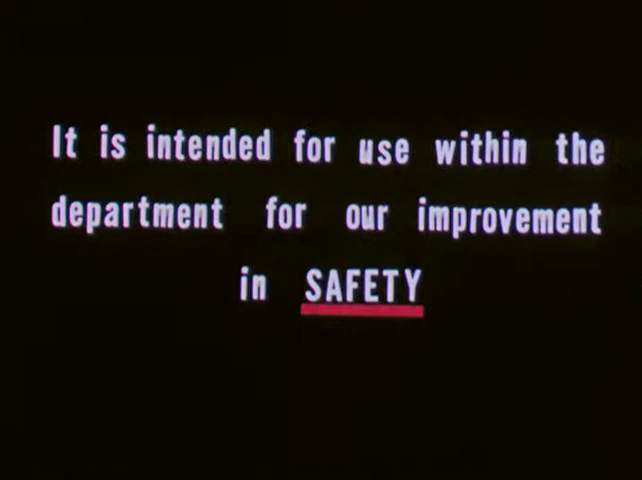 It is intended for use within the
department for our improvement
in SAFETY